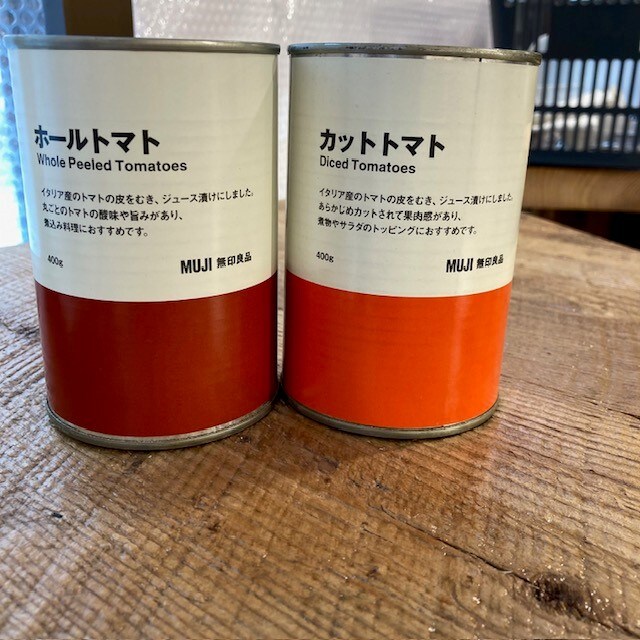 ホールトマト
Whole Peeled Tomatoes
イタリア産のトマトの皮をむき、ジュース漬けにしました。
丸ごとのトマトの酸味や旨みがあり、
煮込み料理におすすめです。
400g
MUJI 無印良品
カットトマト
Diced Tomatoes
イタリア産のトマトの皮をむき、ジュース漬けにしました。
あらかじめカットされて果肉感があり、
煮物やサラダのトッピングにおすすめです。
400g
MUJI 無印良品